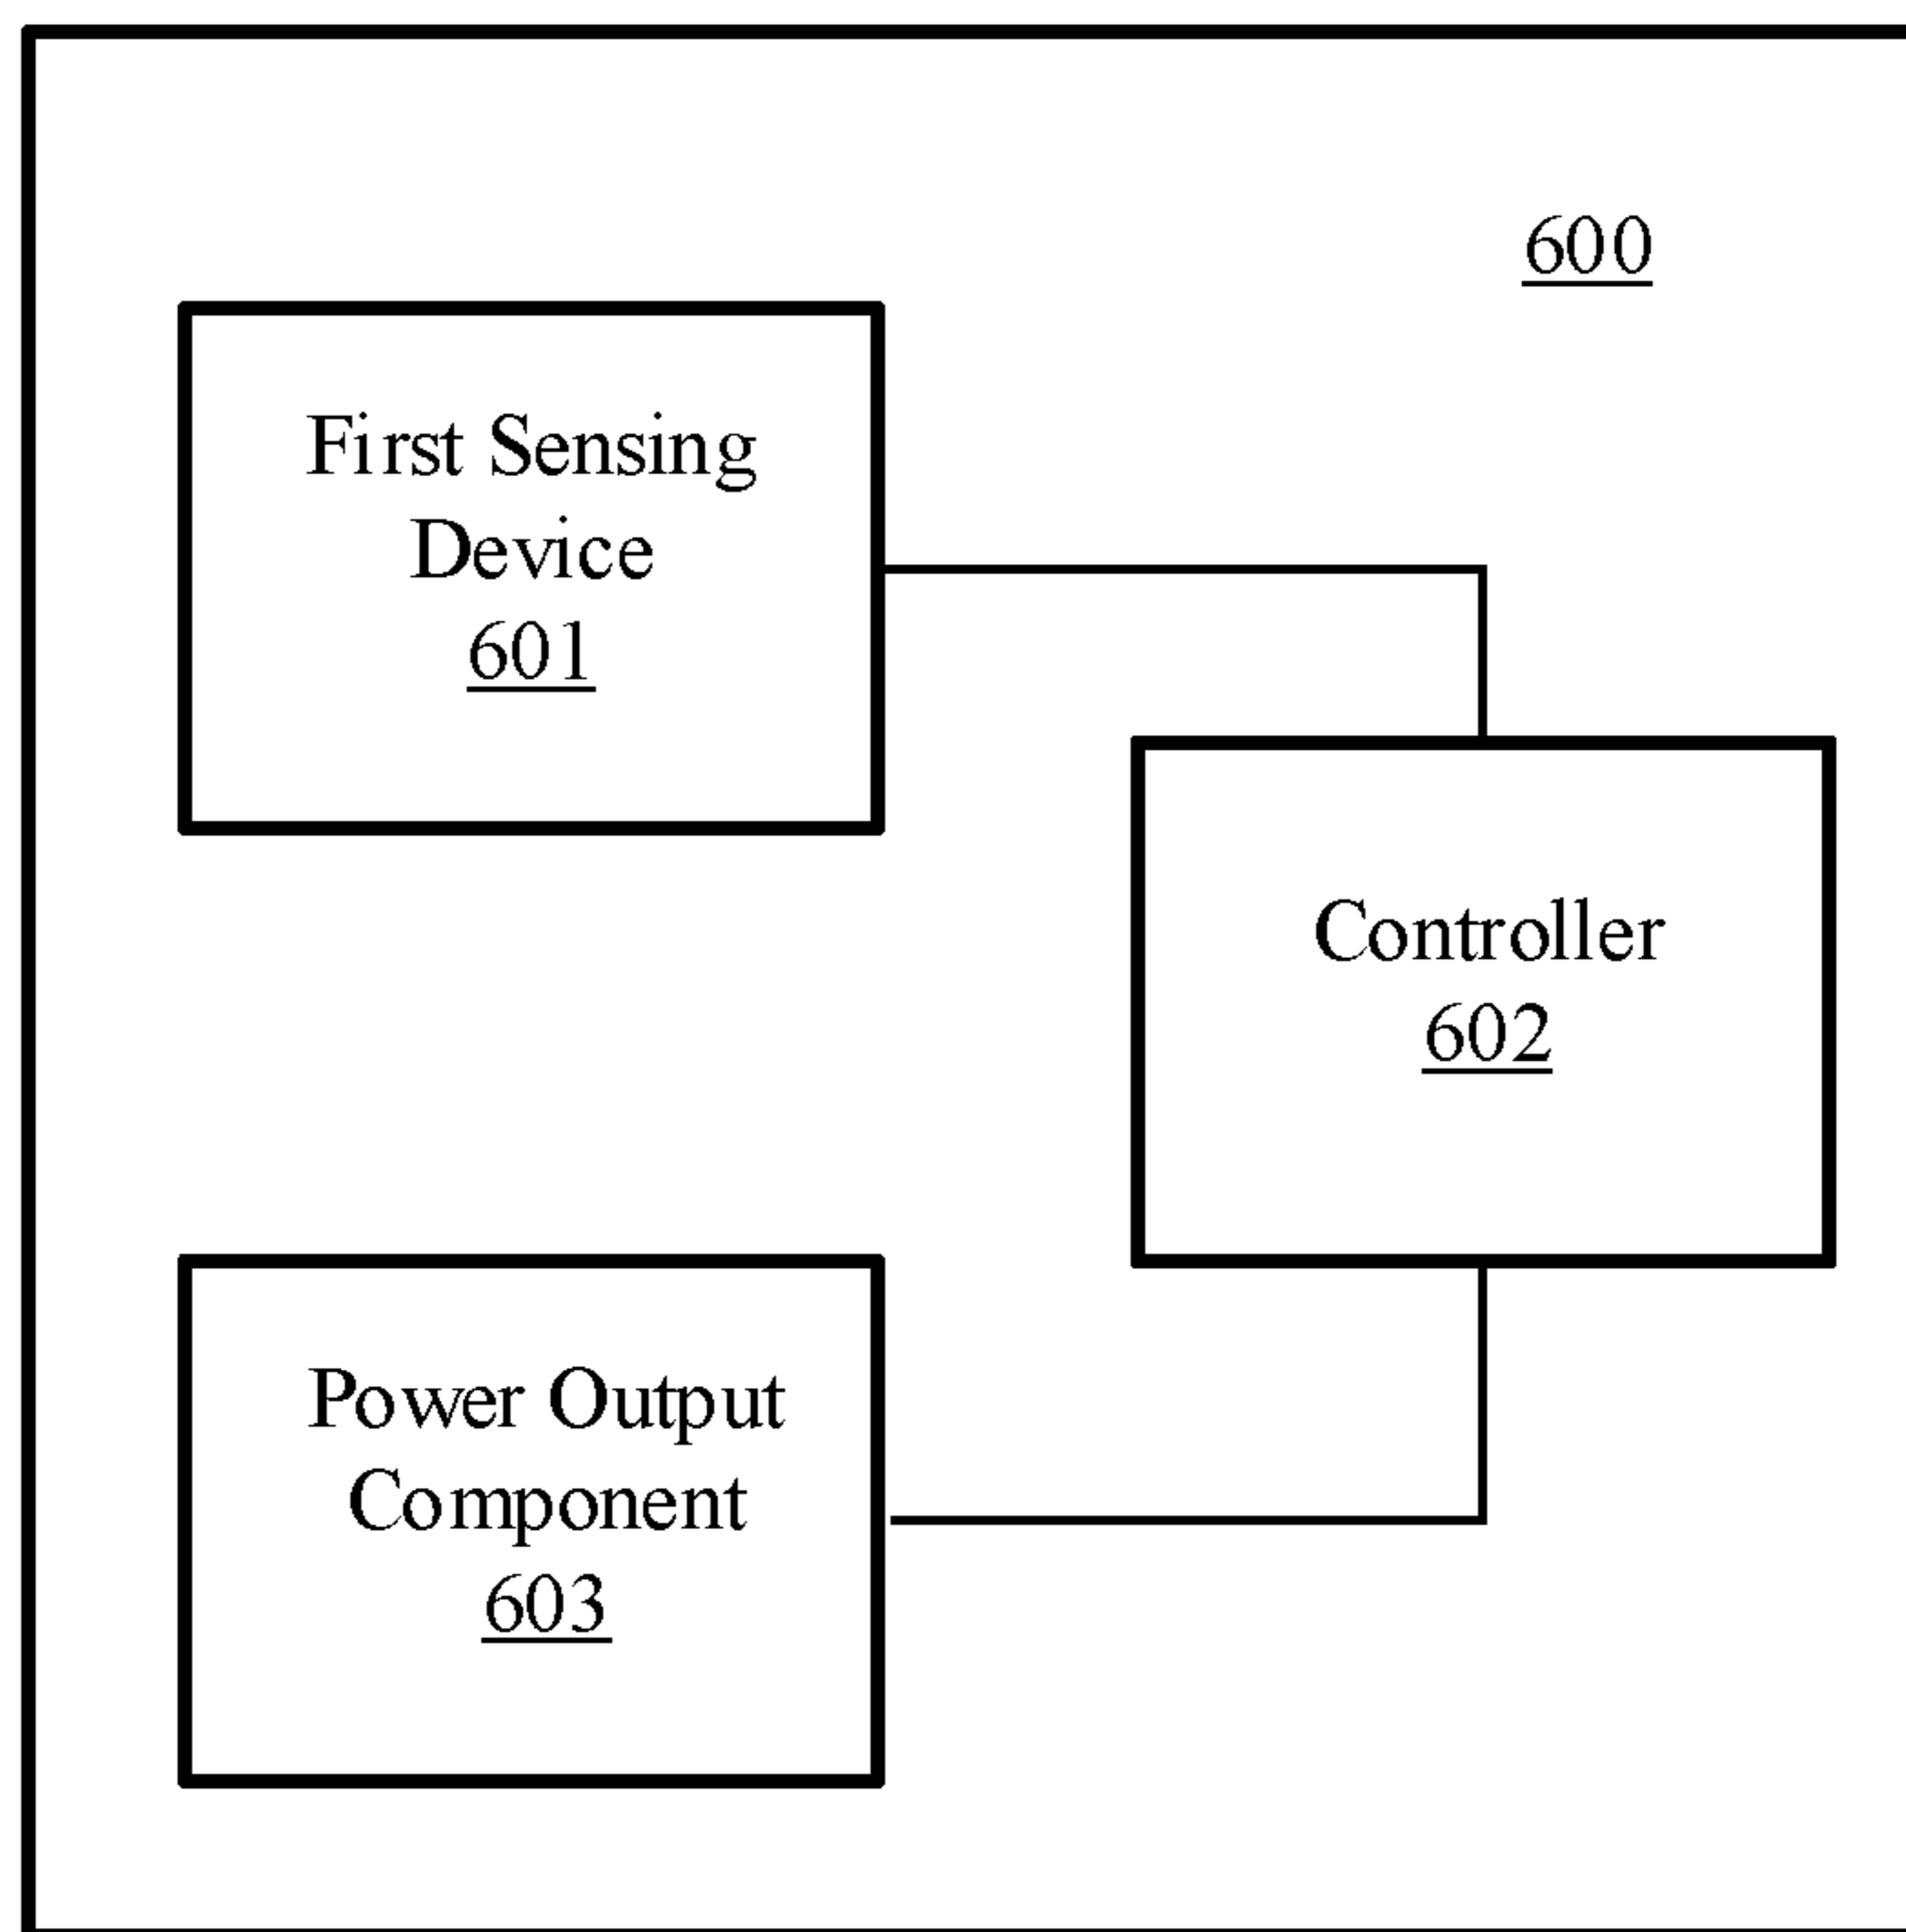 600
First Sensing
Device
601
Controller
602
Power Output
Component
603